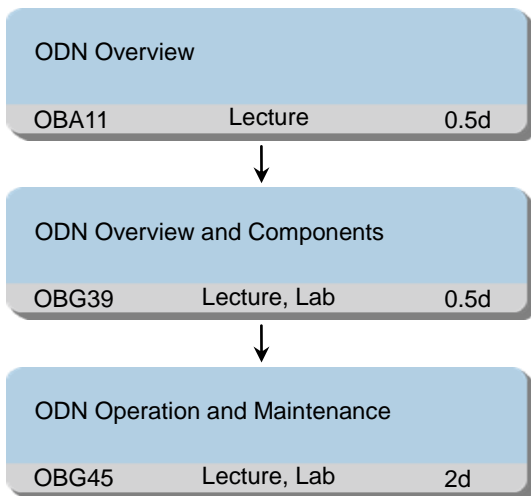 ODN Overview
OBA11 Lecture 0.5d
ODN Overview and Components
OBG39 Lecture, Lab 0.5d
ODN Operation and Maintenance
OBG45 Lecture, Lab 2d